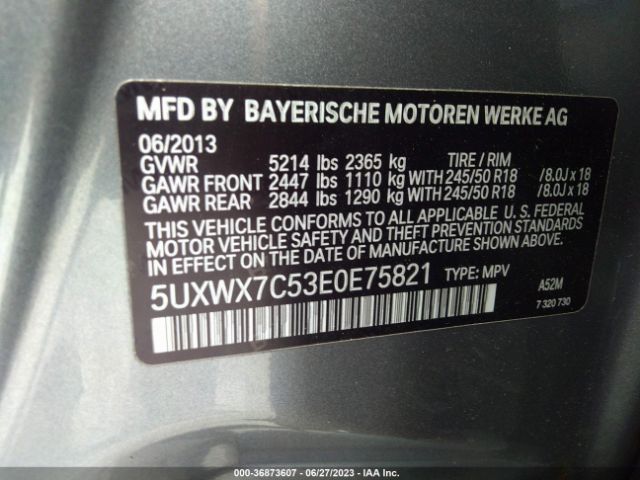 MFD BY BAYERISCHE MOTOREN WERKE AG
06/2013
GVWR 5214 lbs 2365 kg TIRE / RIM
GAWR FRONT 2447 lbs 1110 kg WITH 245/50 R18 /8.0J x 18
GAWR REAR 2844 lbs 1290 kg WITH 245/50 R18 /8.0J x 18
THIS VEHICLE CONFORMS TO ALL APPLICABLE U. S. FEDERAL
MOTOR VEHICLE SAFETY AND THEFT PREVENTION STANDARDS
IN EFFECT ON THE DATE OF MANUFACTURE SHOWN ABOVE.
5UXWX7C53E0E75821 TYPE: MPV A52M
7 320 730
000-36873607 - 06/27/2023 - IAA Inc.